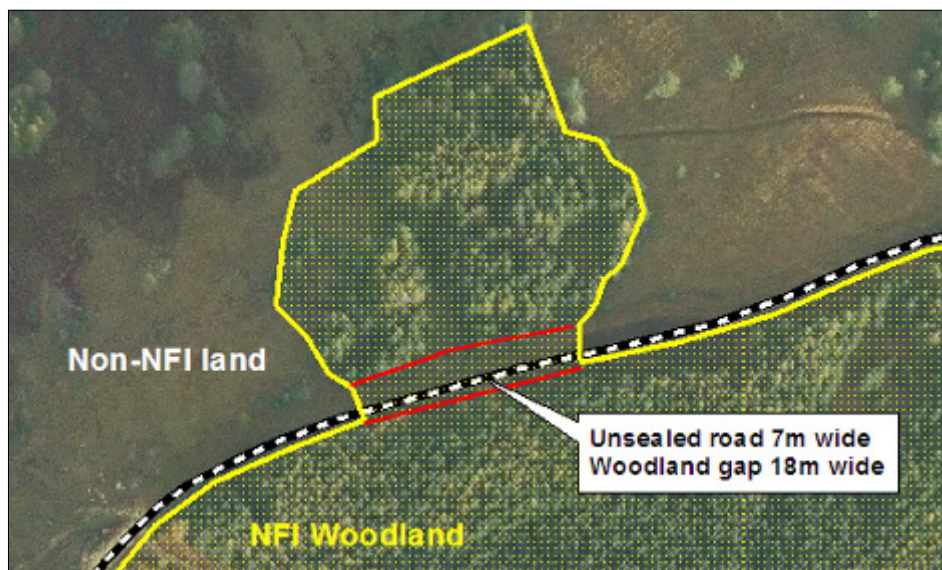 Non-NFI land
Unsealed road 7m wide
Woodland gap 18m wide
NFI Woodland